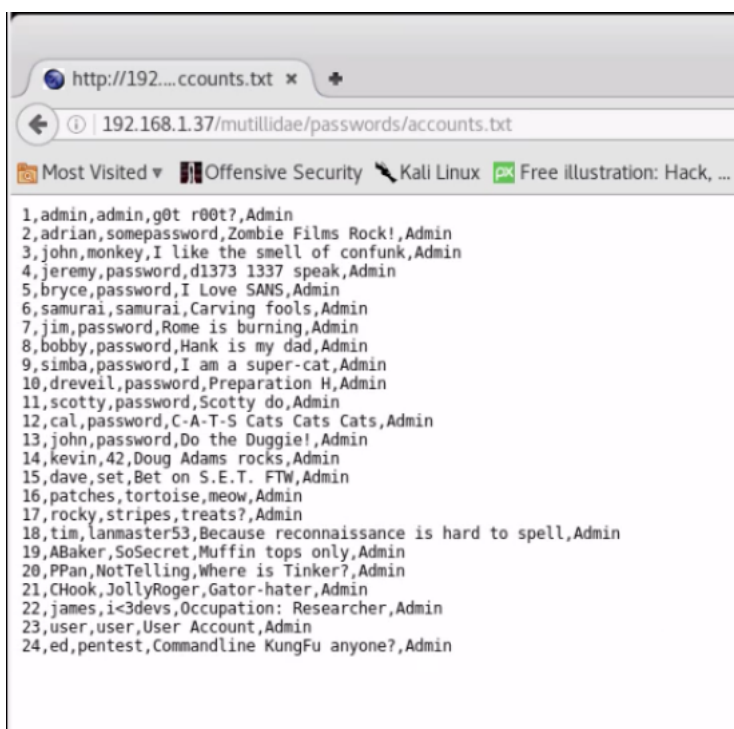 http://192....ccounts.txt
192.168.1.37/mutillidae/passwords/accounts.txt
Most Visited Offensive Security Kali Linux Free illustration: Hack, ...
1,admin,admin,g0t r00t?,Admin
2,adrian,somepassword,Zombie Films Rock!,Admin
3,john,monkey,I like the smell of confunk,Admin
4,jeremy,password,d1373 1337 speak,Admin
5,bryce,password,I Love SANS,Admin
6,samurai,samurai,Carving fools,Admin
7,jim,password,Rome is burning,Admin
8,bobby,password,Hank is my dad,Admin
9,simba,password,I am a super-cat,Admin
10,dreveil,password,Preparation H,Admin
11,scotty,password,Scotty do,Admin
12,cal,password,C-A-T-S Cats Cats Cats,Admin
13,john,password,Do the Duggie!,Admin
14,kevin,42,Doug Adams rocks,Admin
15,dave,set,Bet on S.E.T. FTW,Admin
16,patches,tortoise,meow,Admin
17,rocky,stripes,treats?,Admin
18,tim,lanmaster53,Because reconnaissance is hard to spell,Admin
19,ABaker,SoSecret,Muffin tops only,Admin
20,PPan,NotTelling,Where is Tinker?,Admin
21,CHook,JollyRoger,Gator-hater,Admin
22,james,i<3devs,Occupation: Researcher,Admin
23,user,user,User Account,Admin
24,ed,pentest,Commandline KungFu anyone?,Admin